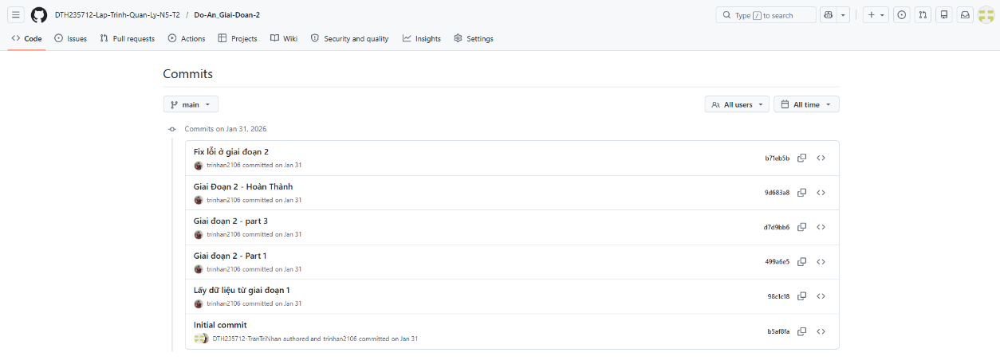 DTH235712-Lap-Trinh-Quan-Ly-N5-T2 / Do-An_Giai-Doan-2
Type / to search
Code Issues Pull requests Actions Projects Wiki Security and quality Insights Settings
Commits
main All users All time
Commits on Jan 31, 2026
Fix lỗi ở giai đoạn 2
trinhan2106 committed on Jan 31
b71eb5b
Giai Đoạn 2 - Hoàn Thành
trinhan2106 committed on Jan 31
9d683a8
Giai đoạn 2 - part 3
trinhan2106 committed on Jan 31
d7d9bb6
Giai đoạn 2 - Part 1
trinhan2106 committed on Jan 31
499a6e5
Lấy dữ liệu từ giai đoạn 1
trinhan2106 committed on Jan 31
98c1c18
Initial commit
DTH235712-TranTriNhan authored and trinhan2106 committed on Jan 31
b5af8fa